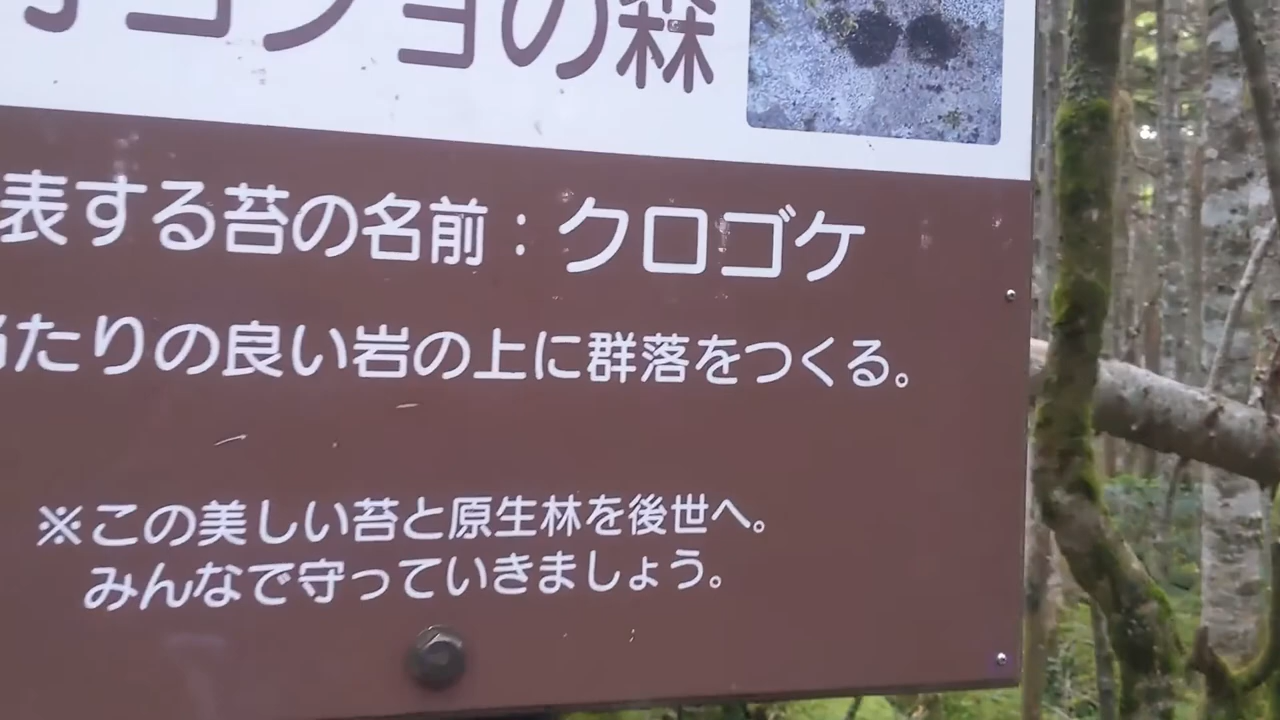 コンョの森
表する苔の名前：クロゴケ
たりの良い岩の上に群落をつくる。
※この美しい苔と原生林を後世へ。
みんなで守っていきましょう。